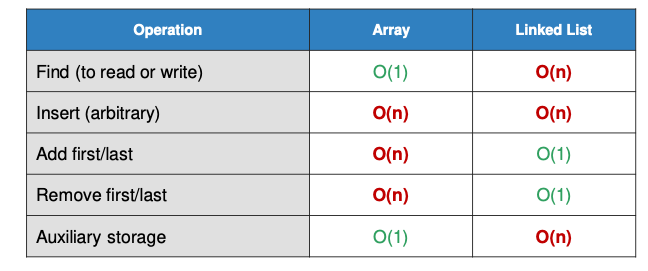 Operation Array Linked List
Find (to read or write) O(1) O(n)
Insert (arbitrary) O(n) O(n)
Add first/last O(n) O(1)
Remove first/last O(n) O(1)
Auxiliary storage O(1) O(n)